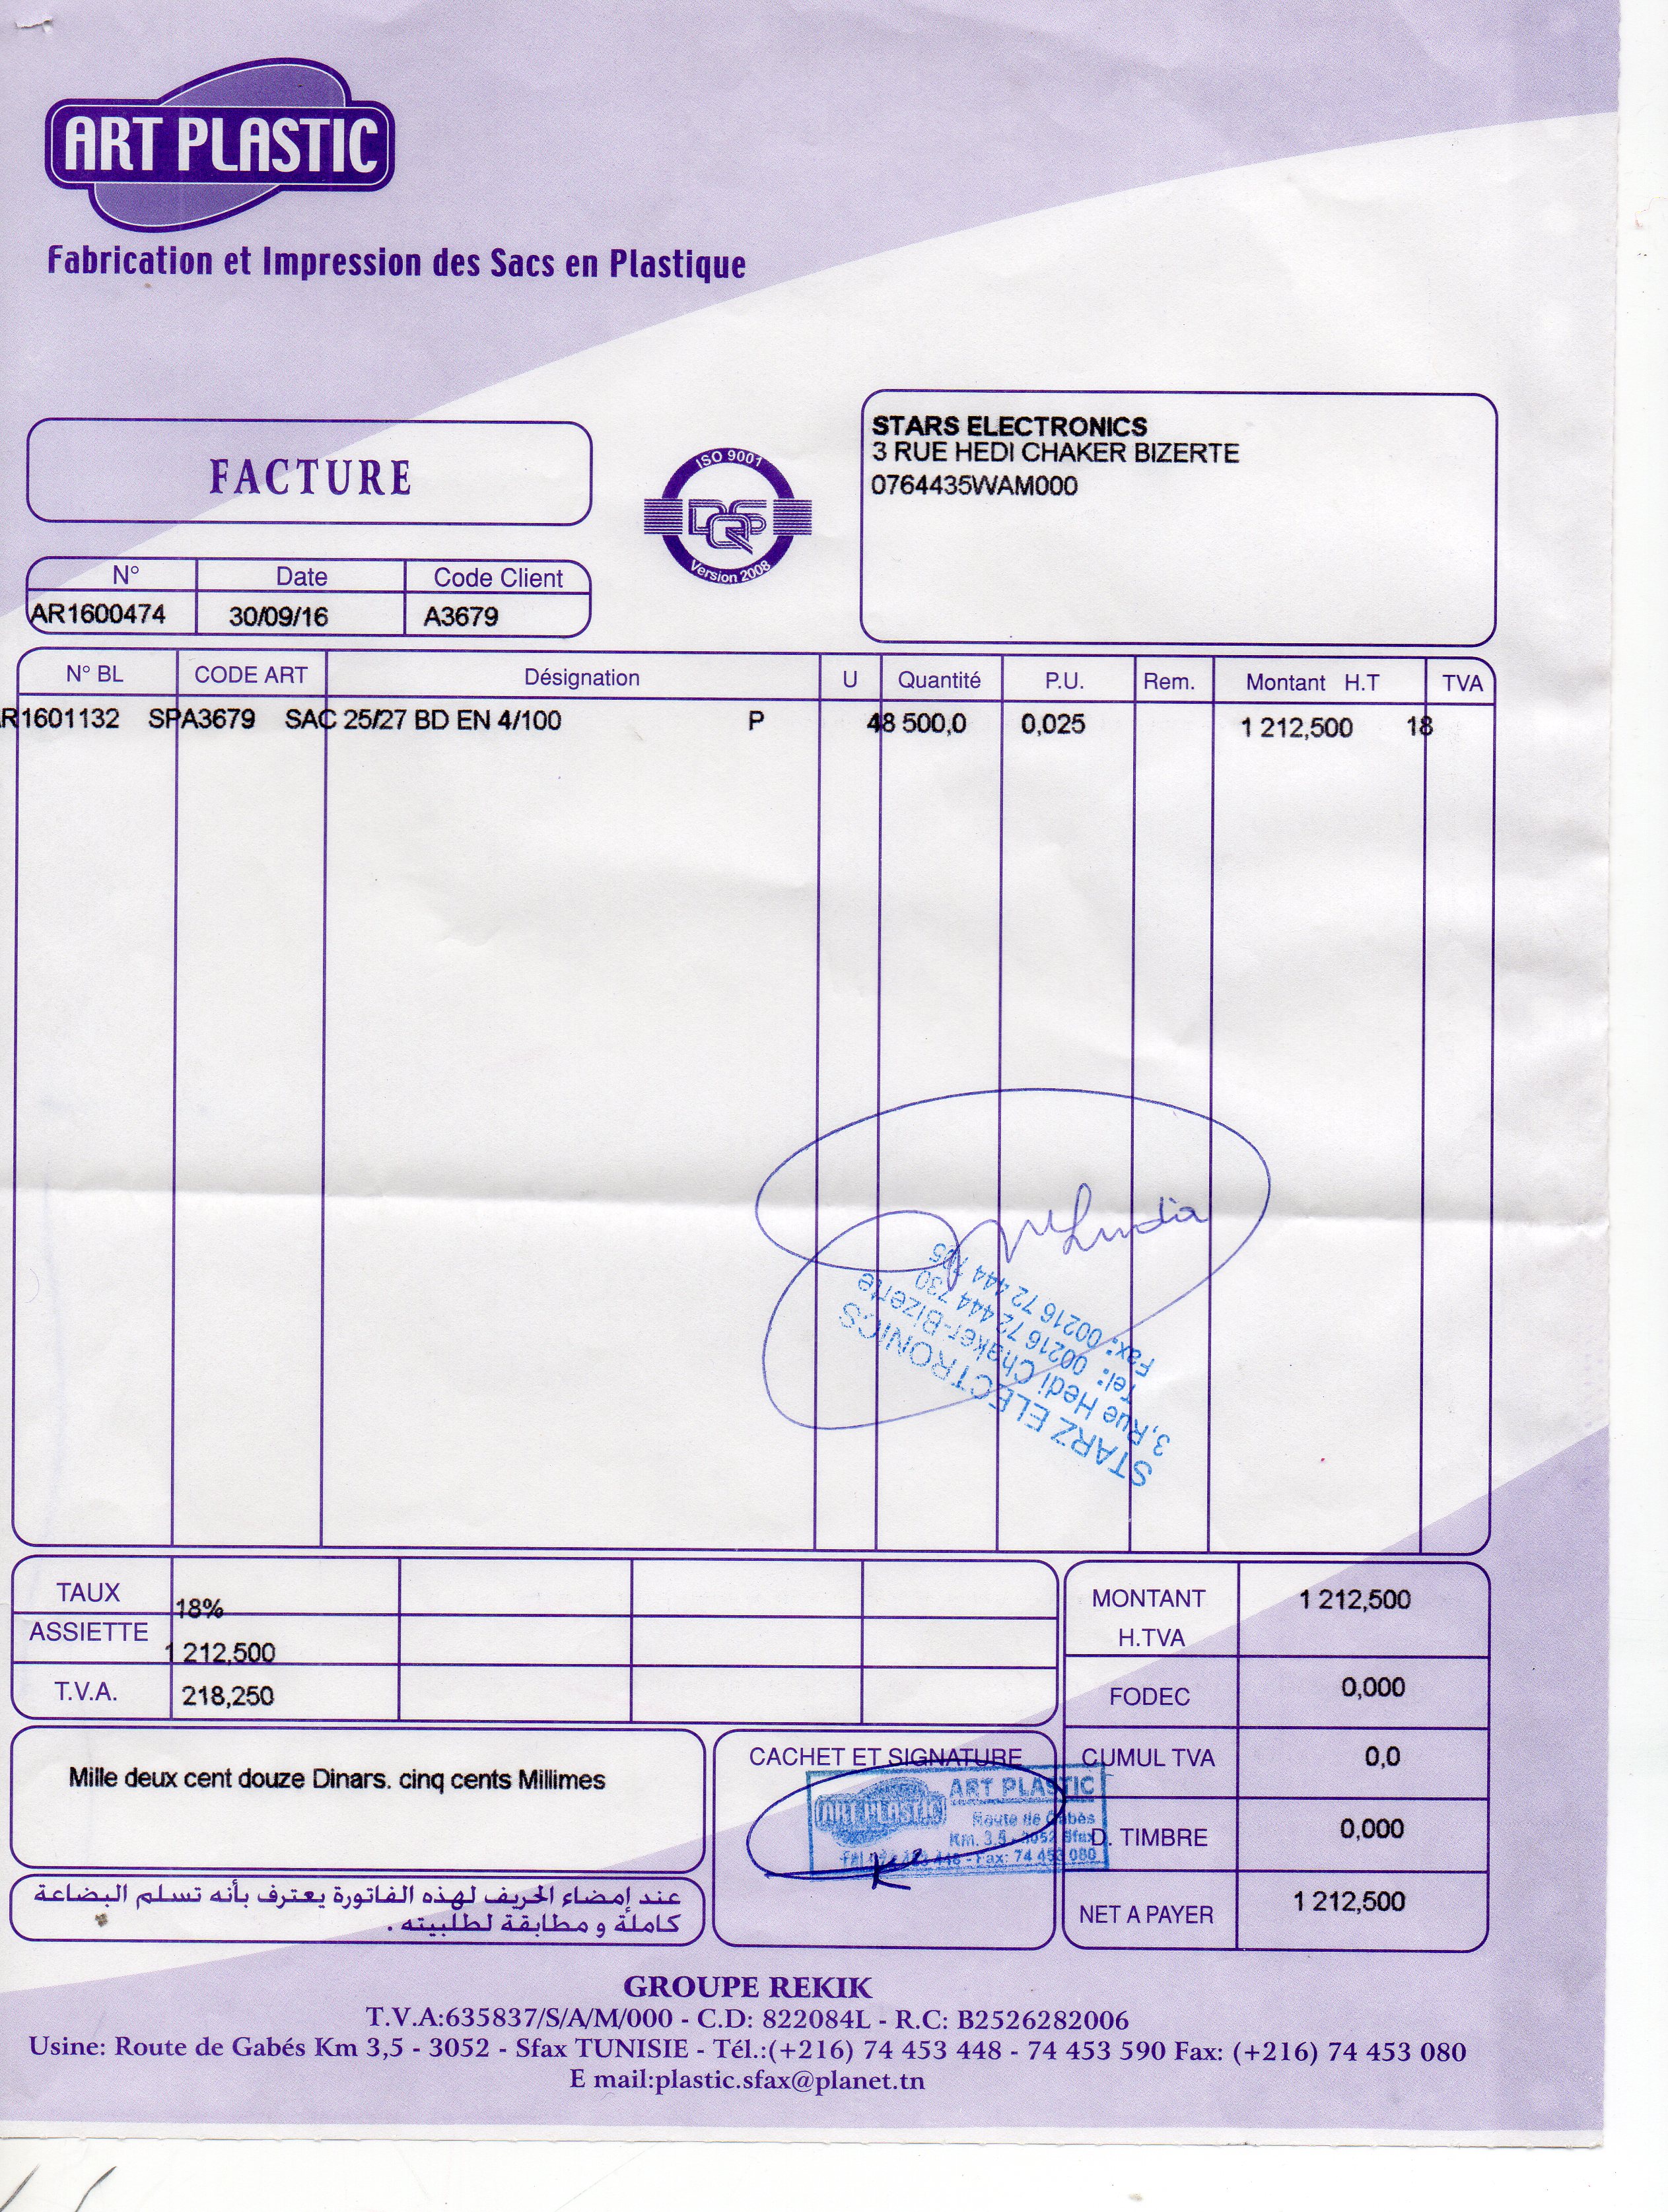 ART PLASTIC
Fabrication et Impression des Sacs en Plastique
FACTURE
ISO 9001
DQS
Version 2008
STARS ELECTRONICS
3 RUE HEDI CHAKER BIZERTE
0764435WAM000
N° Date Code Client
AR1600474 30/09/16 A3679
N° BL CODE ART Désignation U Quantité P.U. Rem. Montant H.T TVA
R1601132 SPA3679 SAC 25/27 BD EN 4/100 P 48 500,0 0,025 1 212,500 18
STARZ ELECTRONICS
3,Rue Hedi Chaker-Bizerte
Tel: 00216 72 444 730
Fax: 00216 72 444
TAUX 18%
ASSIETTE 1 212,500
T.V.A. 218,250
MONTANT H.TVA 1 212,500
FODEC 0,000
CUMUL TVA 0,0
D. TIMBRE 0,000
NET A PAYER 1 212,500
Mille deux cent douze Dinars. cinq cents Millimes
CACHET ET SIGNATURE
ART PLASTIC
ART PLASTIC
Route de Gabès
Km. 3,5 - 3052 Sfax
Fax: 74 453 080
عند إمضاء الحريف لهذه الفاتورة يعترف بأنه تسلم البضاعة
كاملة و مطابقة لطلبيته .
GROUPE REKIK
T.V.A:635837/S/A/M/000 - C.D: 822084L - R.C: B2526282006
Usine: Route de Gabés Km 3,5 - 3052 - Sfax TUNISIE - Tél.:(+216) 74 453 448 - 74 453 590 Fax: (+216) 74 453 080
E mail:plastic.sfax@planet.tn